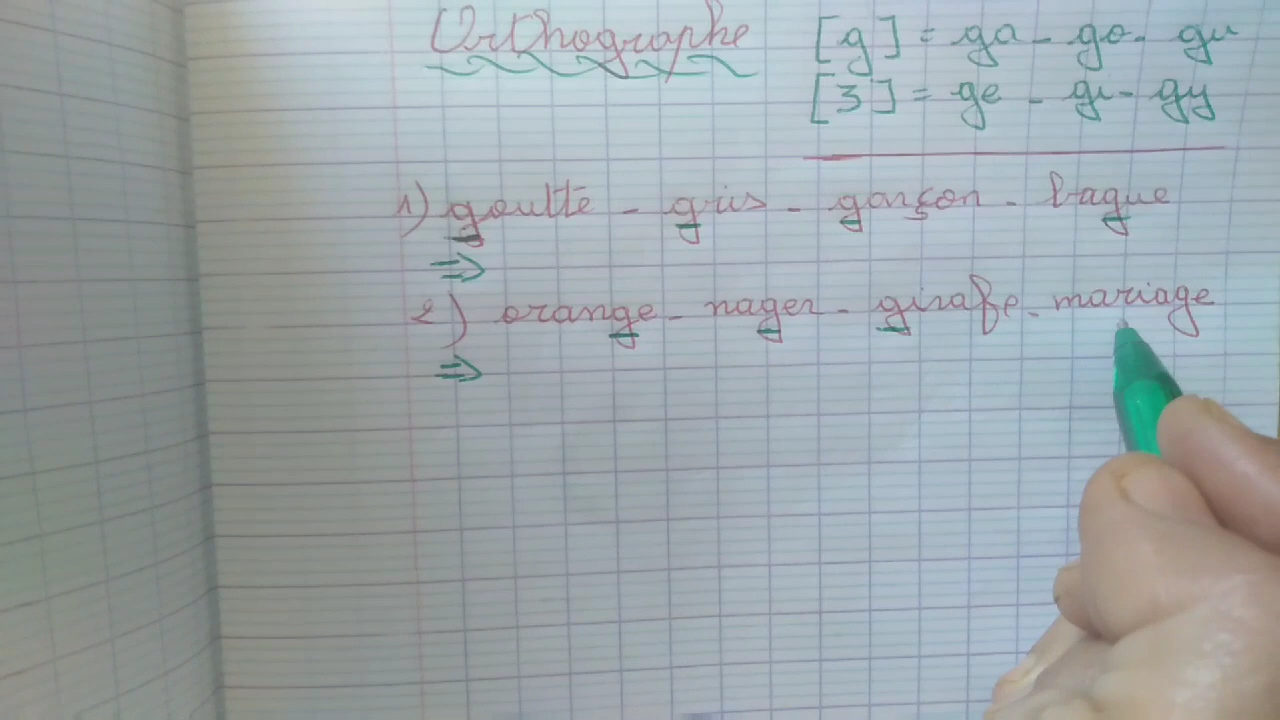 Orthographe [g] = ga - go - gu
[ʒ] = ge - gi - gy
1) goutte - gris - garçon - bague
⇒
2) orange - nager - girafe - mariage
⇒